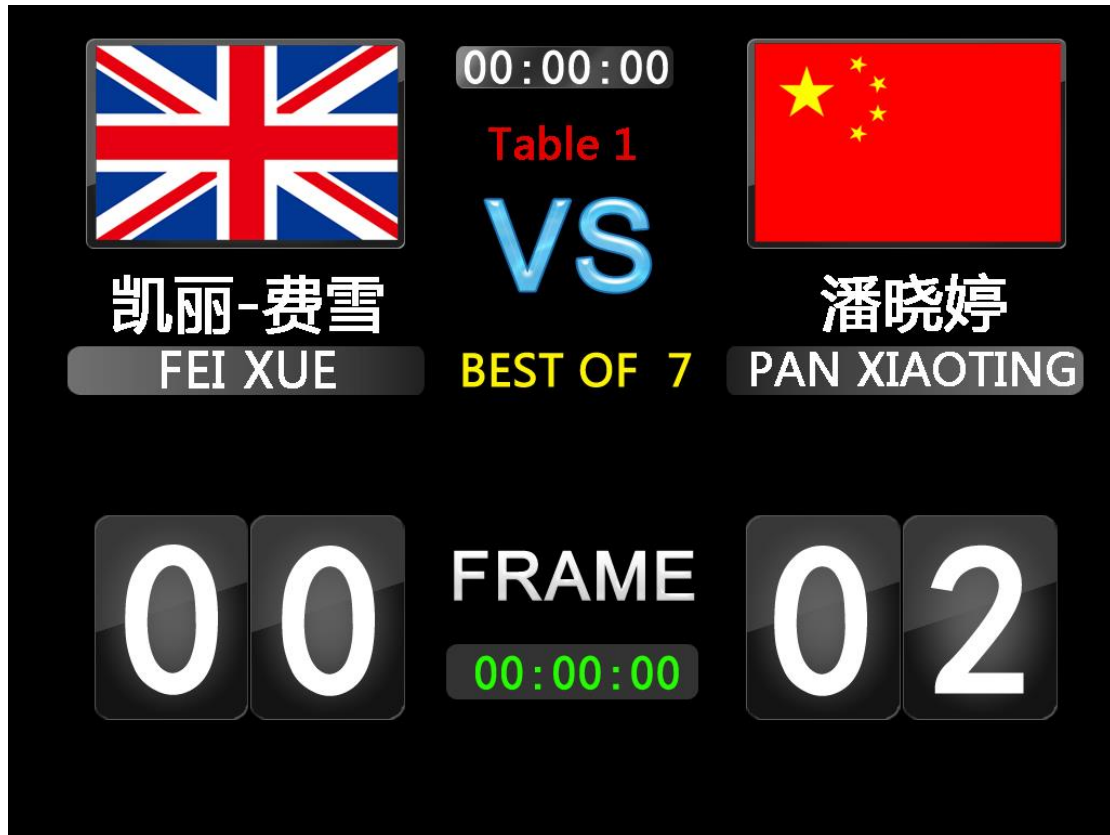 00:00:00
Table 1
VS
凯丽-费雪
潘晓婷
FEI XUE
BEST OF 7
PAN XIAOTING
00
FRAME
02
00:00:00